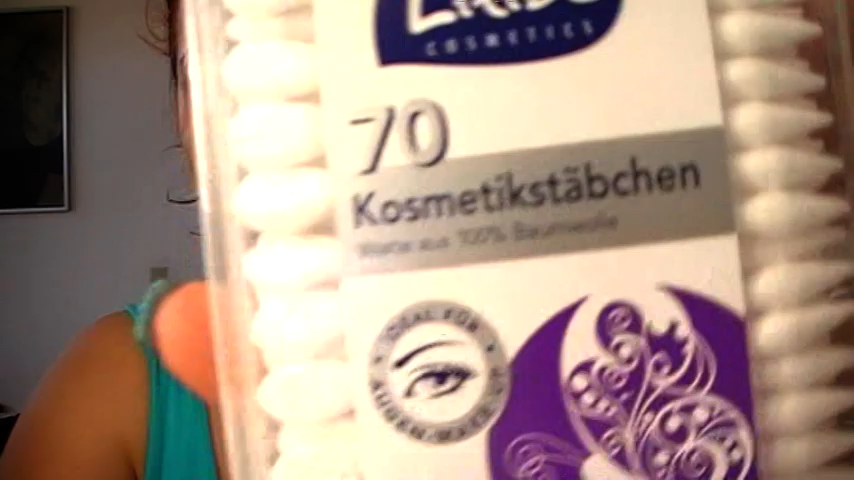 COSMETICS
70
Kosmetikstäbchen
Watte aus 100% Baumwolle
IDEAL FÜR
AUGEN-MAKE-UP